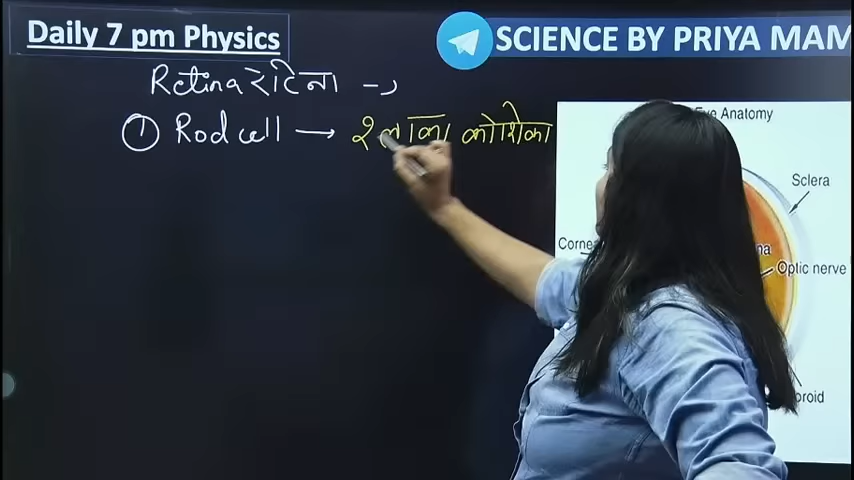 Daily 7 pm Physics
SCIENCE BY PRIYA MAM
Retina रेटिना →
① Rod cell → शलाका कोशिका
Eye Anatomy
Sclera
Cornea
Optic nerve